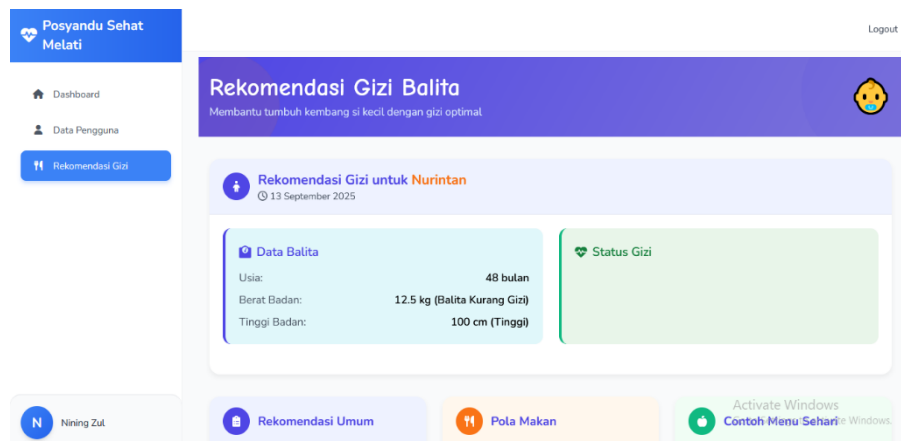 Posyandu Sehat
Melati
Logout
Dashboard
Data Pengguna
Rekomendasi Gizi
Rekomendasi Gizi Balita
Membantu tumbuh kembang si kecil dengan gizi optimal
Rekomendasi Gizi untuk Nurintan
13 September 2025
Data Balita
Usia: 48 bulan
Berat Badan: 12.5 kg (Balita Kurang Gizi)
Tinggi Badan: 100 cm (Tinggi)
Status Gizi
N Nining Zul
Rekomendasi Umum
Pola Makan
Contoh Menu Sehari
Activate Windows
Windows.